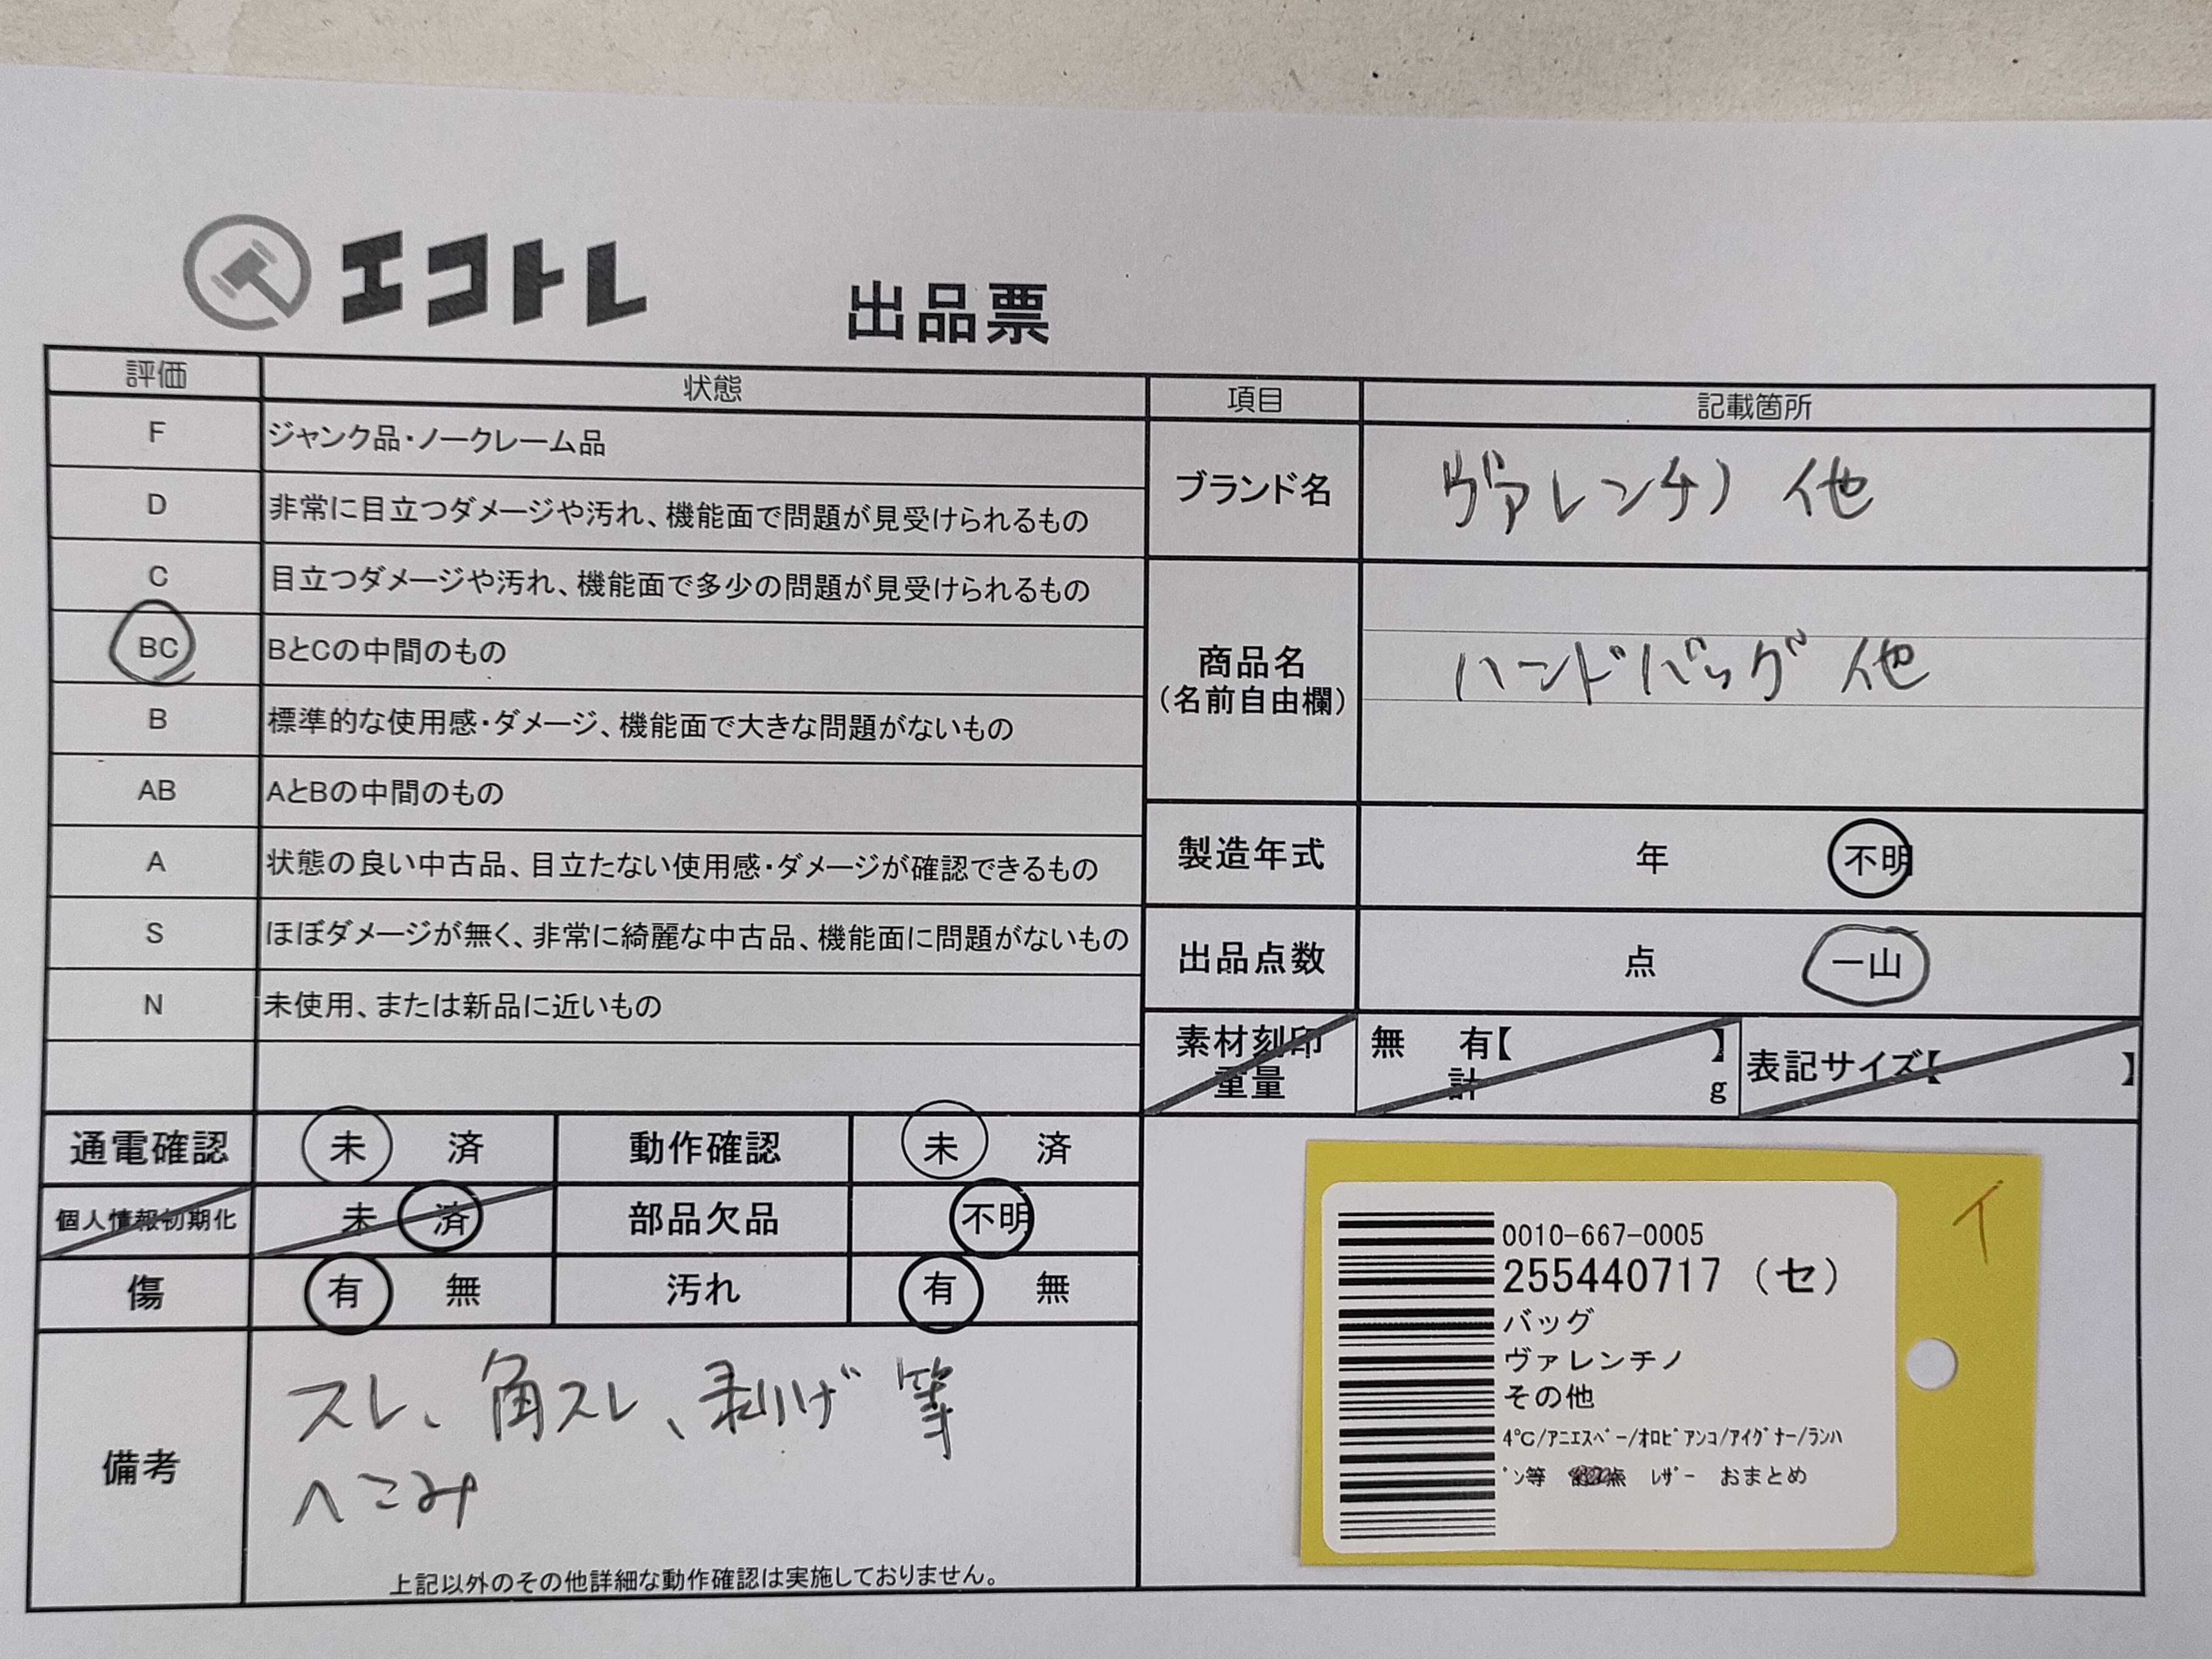 エコトレ
出品票
評価 状態
F ジャンク品・ノークレーム品
D 非常に目立つダメージや汚れ、機能面で問題が見受けられるもの
C 目立つダメージや汚れ、機能面で多少の問題が見受けられるもの
BC BとCの中間のもの
B 標準的な使用感・ダメージ、機能面で大きな問題がないもの
AB AとBの中間のもの
A 状態の良い中古品、目立たない使用感・ダメージが確認できるもの
S ほぼダメージが無く、非常に綺麗な中古品、機能面に問題がないもの
N 未使用、または新品に近いもの
項目 記載箇所
ブランド名 ヴァレンチノ 他
商品名
(名前自由欄)
ハンドバッグ 他
製造年式 年 不明
出品点数 点 一山
素材刻印
重量
無 有【 】
計 g
表記サイズ【 】
通電確認 未 済 動作確認 未 済
個人情報初期化 未 済 部品欠品 不明
傷 有 無 汚れ 有 無
備考
スレ、角スレ、剥げ等
へこみ
上記以外のその他詳細な動作確認は実施しておりません。
イ
0010-667-0005
255440717 (セ)
バッグ
ヴァレンチノ
その他
4℃/ｱﾆｴｽﾍﾞｰ/ｵﾛﾋﾞｱﾝｺ/ｱｲｸﾞﾅｰ/ﾗﾝﾊ
ﾞﾝ等 点 ﾚｻﾞｰ おまとめ